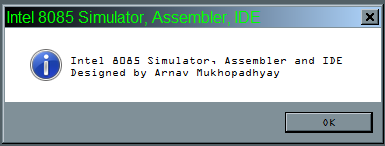 Intel 8085 Simulator, Assembler, IDE
Intel 8085 Simulator, Assembler and IDE
Designed by Arnav Mukhopadhyay
OK